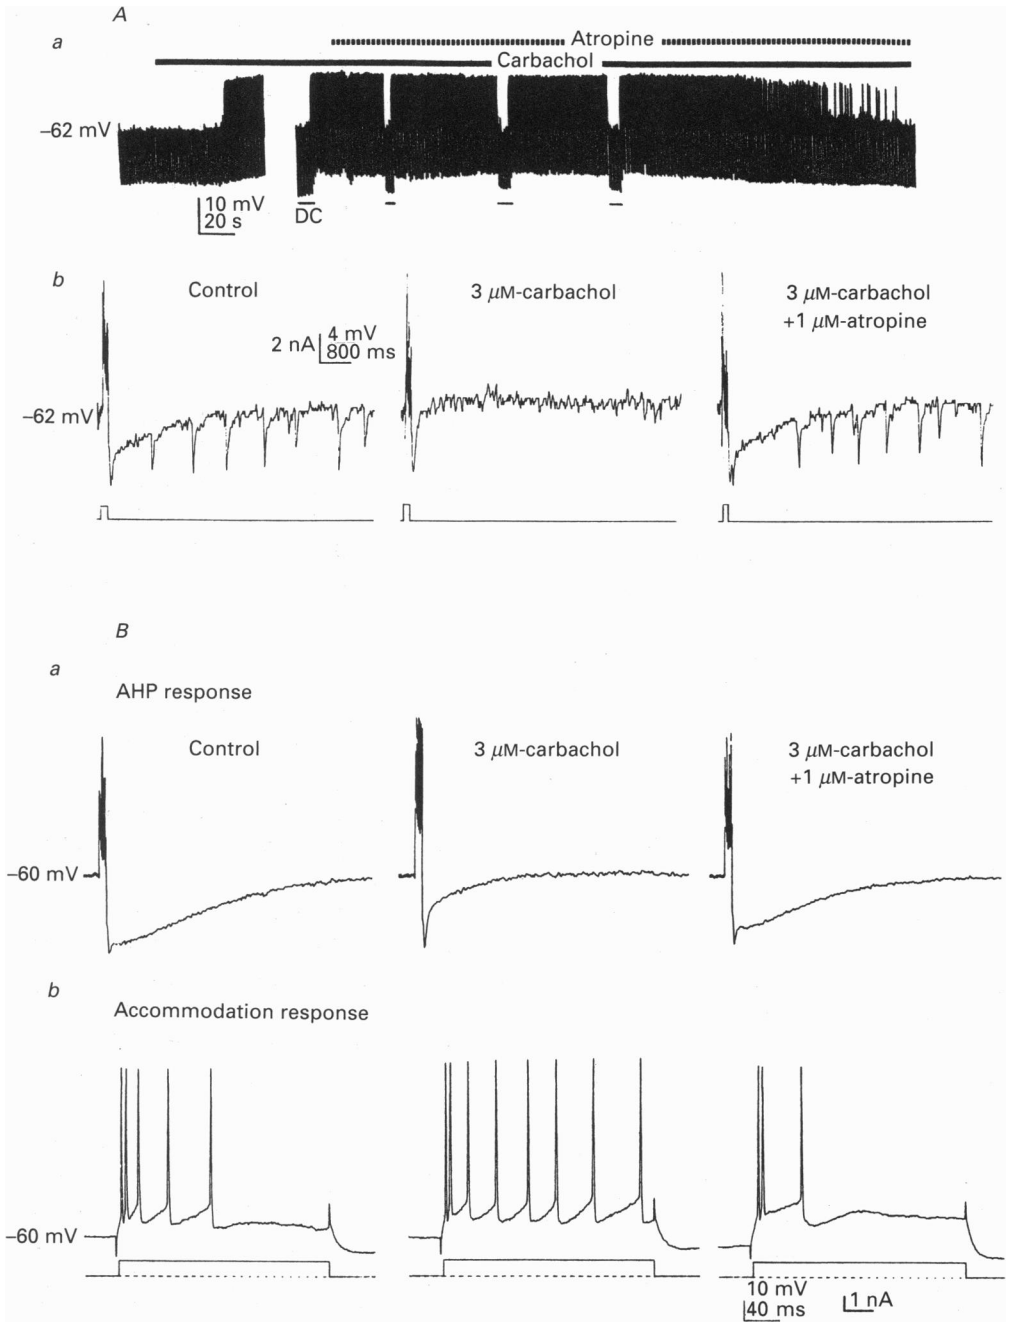 A
a
Atropine
Carbachol
–62 mV
10 mV
20 s
DC
b
Control
3 μM-carbachol
3 μM-carbachol
+1 μM-atropine
2 nA
4 mV
800 ms
–62 mV
B
a
AHP response
Control
3 μM-carbachol
3 μM-carbachol
+1 μM-atropine
–60 mV
b
Accommodation response
–60 mV
10 mV
40 ms
1 nA